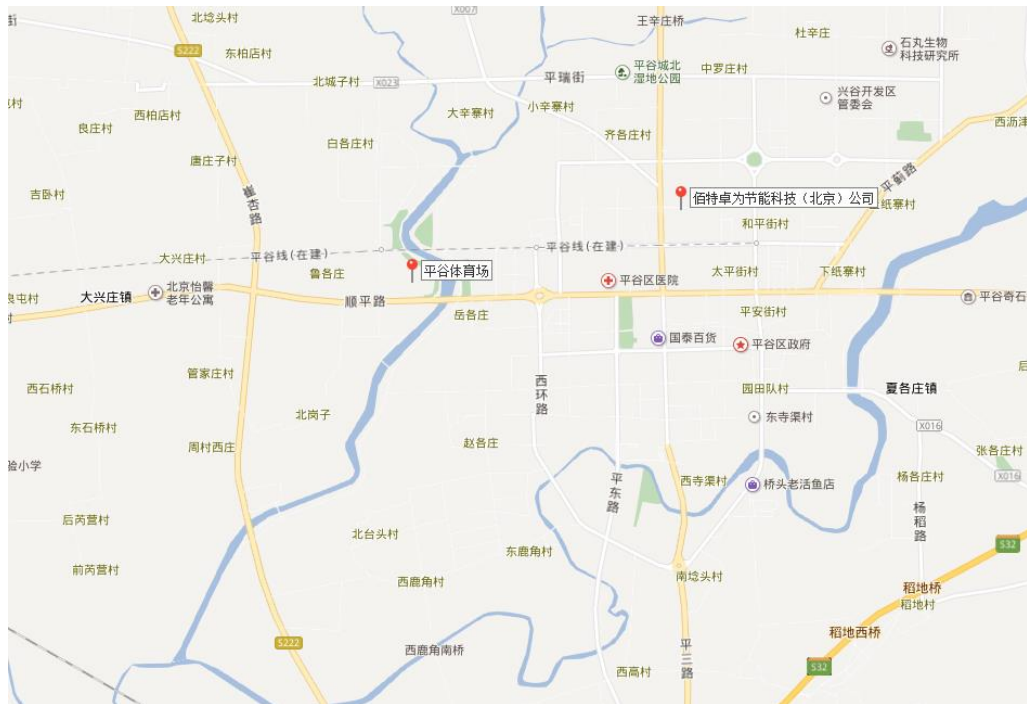 街
X007
王辛庄桥
北埝头村
杜辛庄
S222
东柏店村
石丸生物
科技研究所
平谷城北
湿地公园
中罗庄村
北城子村
X023
平瑞街
兴谷开发区
管委会
西柏店村
大辛寨村
小辛寨村
良庄村
齐各庄村
白各庄村
唐庄子村
平蓟路
吉卧村
崔杏路
佰特卓为节能科技（北京）公司
纸寨村
和平街村
平谷线(在建)
平谷线(在建)
大兴庄村
鲁各庄
平谷体育场
太平街村
下纸寨村
平谷区医院
北京怡馨
老年公寓
大兴庄镇
良屯村
村
顺平路
岳各庄
平安街村
平谷奇石
国泰百货
平谷区政府
管家庄村
西石桥村
西环路
园田队村
夏各庄镇
北岗子
东寺渠村
东石桥村
X016
周村西庄
赵各庄
张各庄村
验小学
平东路
西寺渠村
桥头老活鱼店
杨各庄村
X016
后芮营村
北台头村
杨稻路
东鹿角村
S32
前芮营村
西鹿角村
南埝头村
稻地桥
稻地村
S222
西鹿角南桥
平三路
稻地西桥
西高村
S32